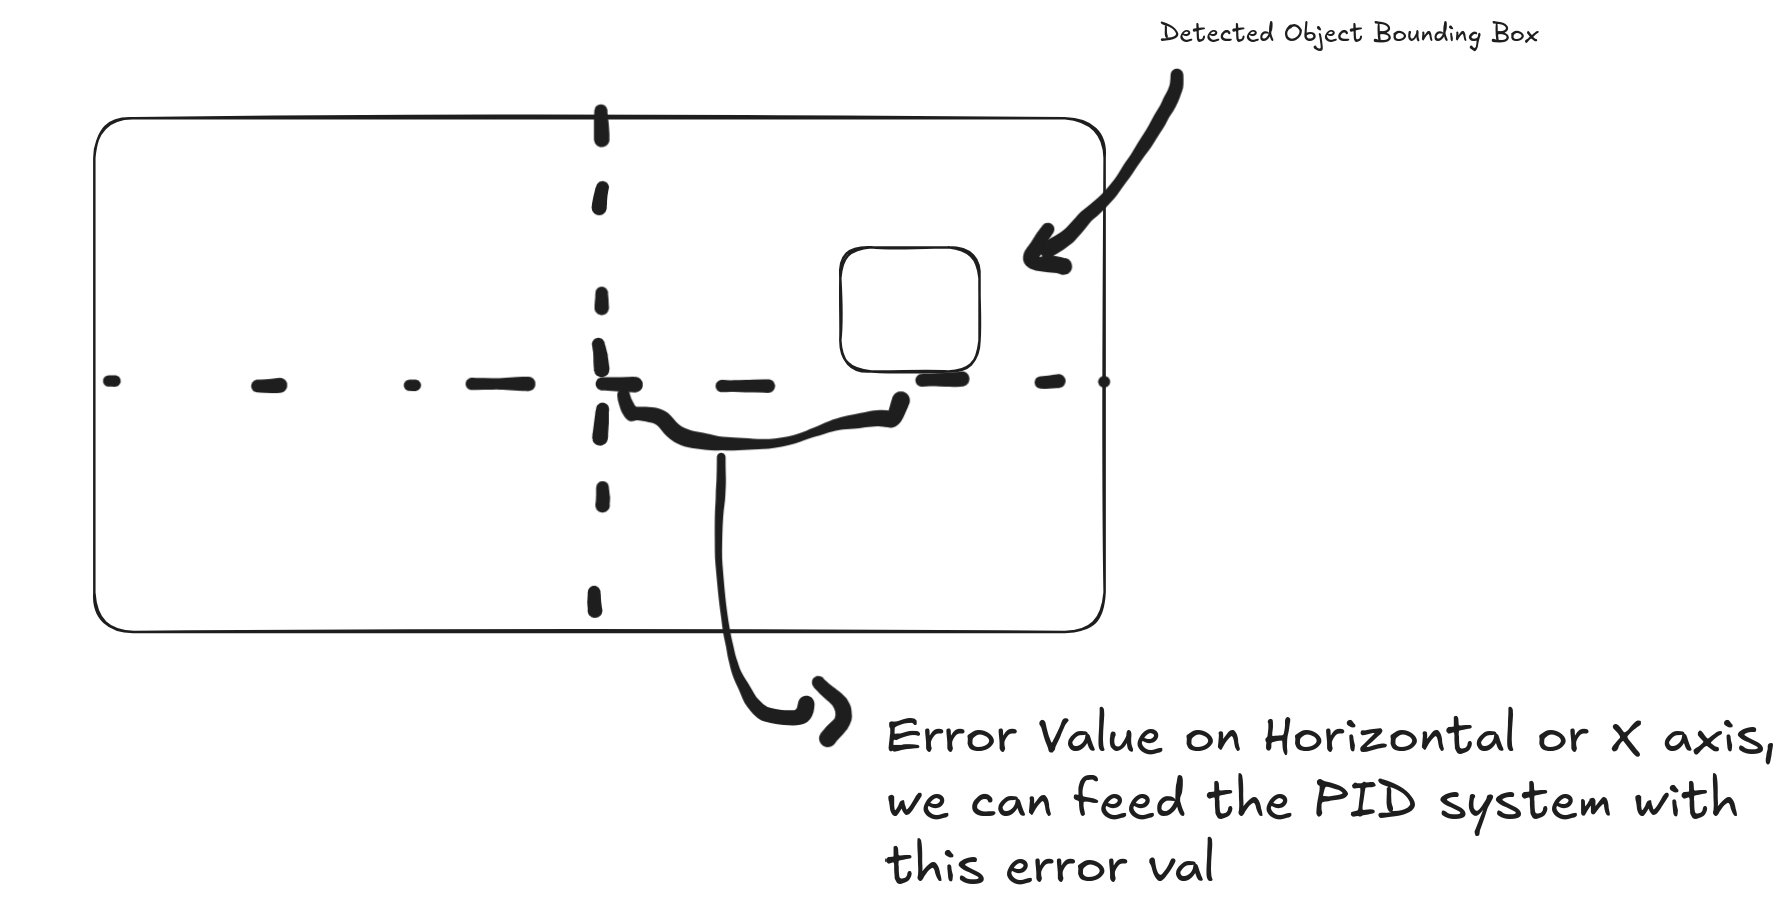 Detected Object Bounding Box
Error Value on Horizontal or X axis,
we can feed the PID system with
this error val